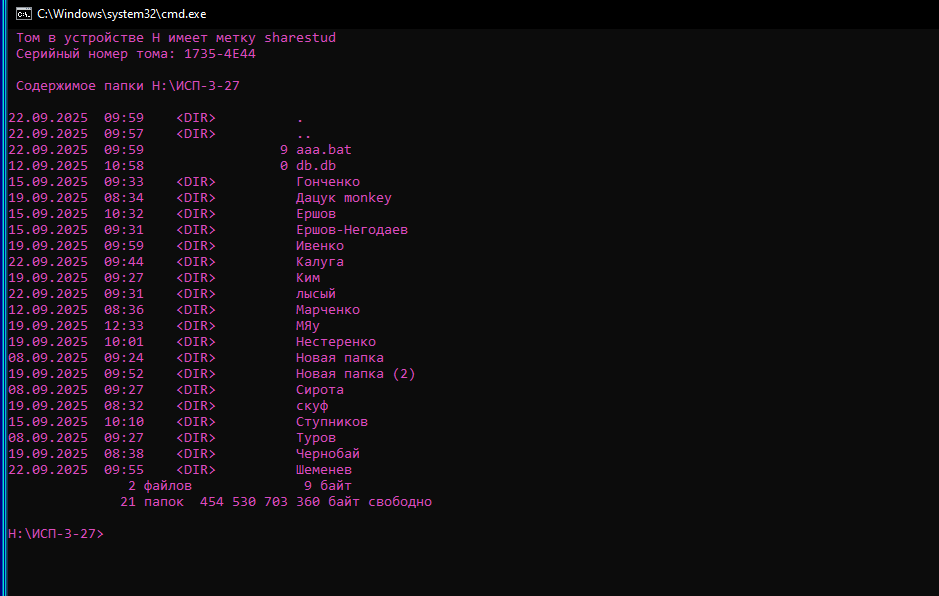 C:\Windows\system32\cmd.exe
Том в устройстве H имеет метку sharestud
Серийный номер тома: 1735-4E44
Содержимое папки H:\ИСП-3-27
22.09.2025  09:59    <DIR>          .
22.09.2025  09:57    <DIR>          ..
22.09.2025  09:59                 9 aaa.bat
12.09.2025  10:58                 0 db.db
15.09.2025  09:33    <DIR>          Гонченко
19.09.2025  08:34    <DIR>          Дацук monkey
15.09.2025  10:32    <DIR>          Ершов
15.09.2025  09:31    <DIR>          Ершов-Негодаев
19.09.2025  09:59    <DIR>          Ивенко
22.09.2025  09:44    <DIR>          Калуга
19.09.2025  09:27    <DIR>          Ким
22.09.2025  09:31    <DIR>          лысый
12.09.2025  08:36    <DIR>          Марченко
19.09.2025  12:33    <DIR>          МЯу
19.09.2025  10:01    <DIR>          Нестеренко
08.09.2025  09:24    <DIR>          Новая папка
19.09.2025  09:52    <DIR>          Новая папка (2)
08.09.2025  09:27    <DIR>          Сирота
19.09.2025  08:32    <DIR>          скуф
15.09.2025  10:10    <DIR>          Ступников
08.09.2025  09:27    <DIR>          Туров
19.09.2025  08:38    <DIR>          Чернобай
22.09.2025  09:55    <DIR>          Шеменев
2 файлов              9 байт
21 папок  454 530 703 360 байт свободно
H:\ИСП-3-27>